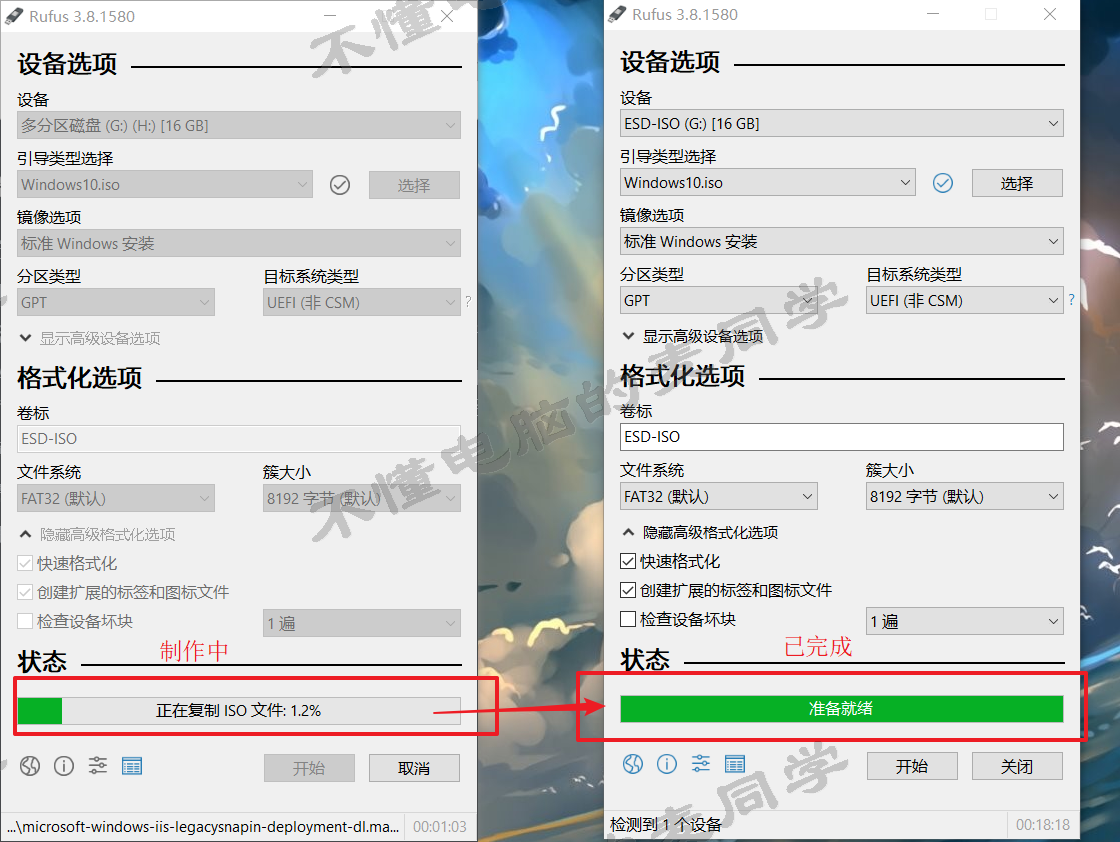 Rufus 3.8.1580
设备选项
设备
多分区磁盘 (G:) (H:) [16 GB]
引导类型选择
Windows10.iso
选择
镜像选项
标准 Windows 安装
分区类型
目标系统类型
GPT
UEFI (非 CSM)
?
显示高级设备选项
格式化选项
卷标
ESD-ISO
文件系统
簇大小
FAT32 (默认)
8192 字节 (默认)
隐藏高级格式化选项
快速格式化
创建扩展的标签和图标文件
检查设备坏块
1 遍
制作中
状态
正在复制 ISO 文件: 1.2%
开始
取消
...\microsoft-windows-iis-legacysnapin-deployment-dl.ma...
00:01:03
Rufus 3.8.1580
设备选项
设备
ESD-ISO (G:) [16 GB]
引导类型选择
Windows10.iso
选择
镜像选项
标准 Windows 安装
分区类型
目标系统类型
GPT
UEFI (非 CSM)
?
显示高级设备选项
格式化选项
卷标
ESD-ISO
文件系统
簇大小
FAT32 (默认)
8192 字节 (默认)
隐藏高级格式化选项
快速格式化
创建扩展的标签和图标文件
检查设备坏块
1 遍
已完成
状态
准备就绪
开始
关闭
检测到 1 个设备
00:18:18
不懂电脑的麦同学